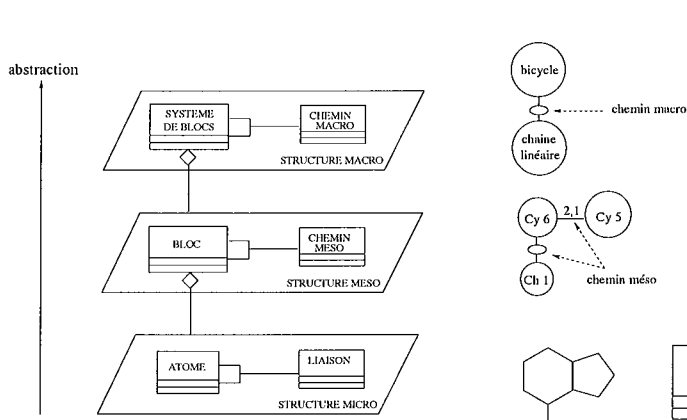 abstraction
SYSTEME
DE BLOCS
CHEMIN
MACRO
STRUCTURE MACRO
BLOC
CHEMIN
MESO
STRUCTURE MESO
ATOME
LIAISON
STRUCTURE MICRO
bicycle
chemin macro
chaine
linéaire
Cy 6
2,1
Cy 5
Ch 1
chemin méso